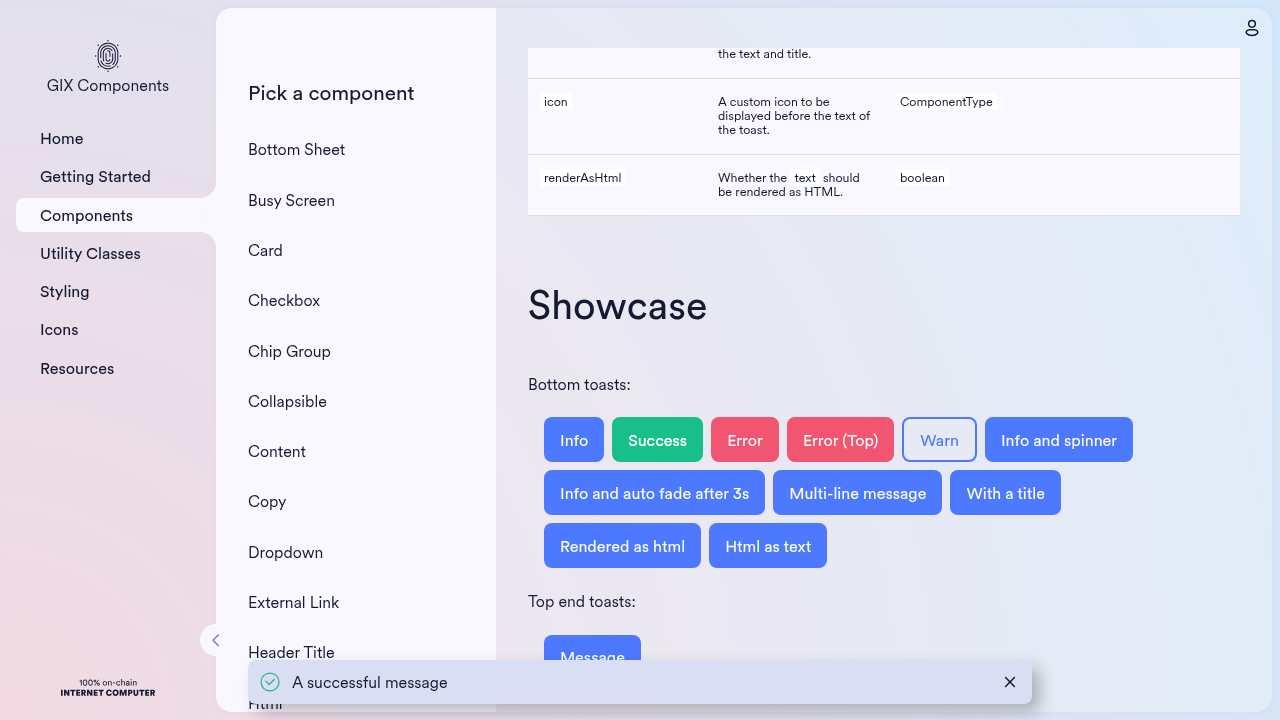 GIX Components
Home
Getting Started
Components
Utility Classes
Styling
Icons
Resources
100% on-chain
INTERNET COMPUTER
Pick a component
Bottom Sheet
Busy Screen
Card
Checkbox
Chip Group
Collapsible
Content
Copy
Dropdown
External Link
Header Title
Html
the text and title.
icon
A custom icon to be
displayed before the text of
the toast.
ComponentType
renderAsHtml
Whether the text should
be rendered as HTML.
boolean
Showcase
Bottom toasts:
Info
Success
Error
Error (Top)
Warn
Info and spinner
Info and auto fade after 3s
Multi-line message
With a title
Rendered as html
Html as text
Top end toasts:
Message
A successful message